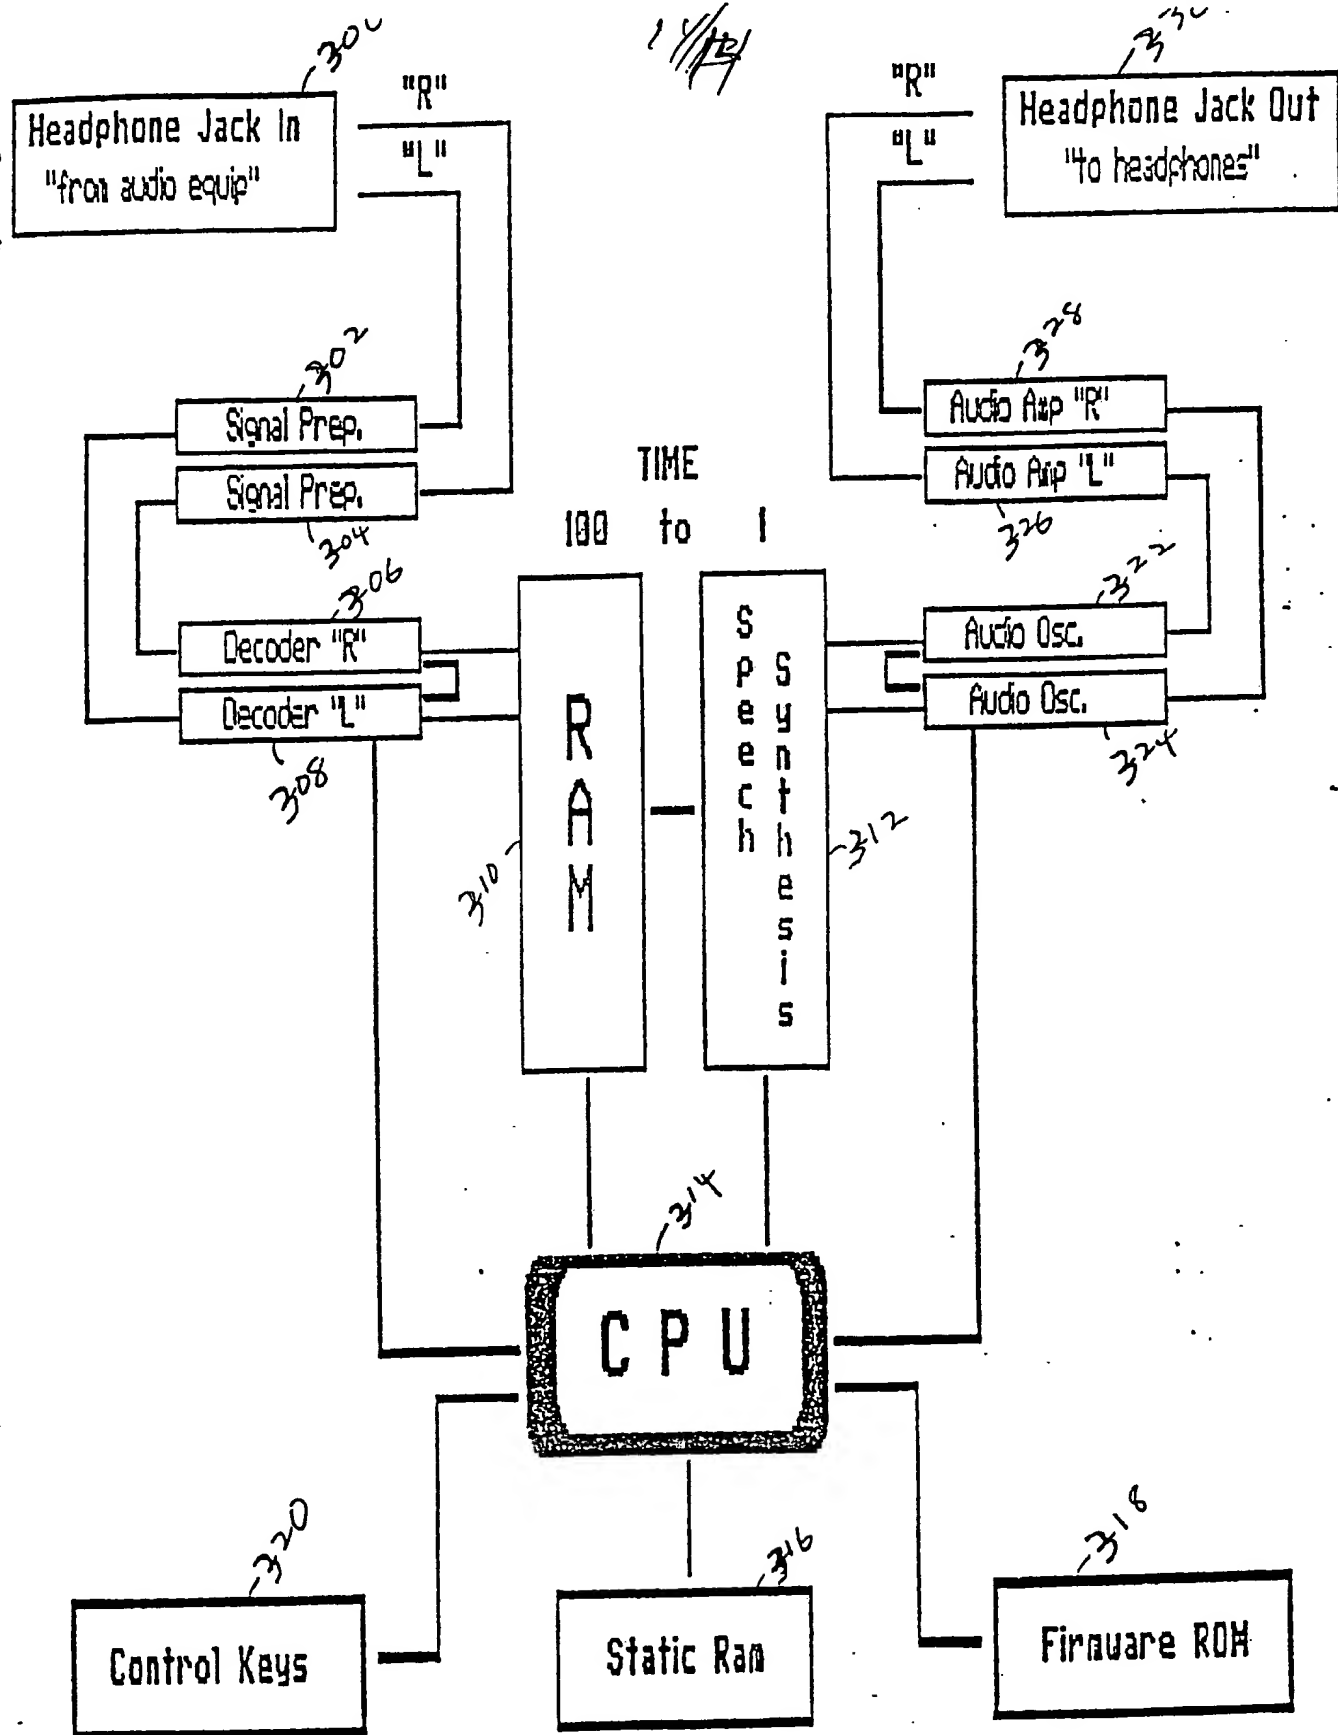 "R"
"L"
Headphone Jack In
"from audio equip"
"R"
"L"
Headphone Jack Out
"to headphones"
302
Signal Prep.
Signal Prep.
304
328
Audio Amp "R"
Audio Amp "L"
326
TIME
100 to 1
306
Decoder "R"
Decoder "L"
308
322
Audio Osc.
Audio Osc.
324
RAM
310
Speech
Synthesis
312
314
CPU
320
Control Keys
316
Static Ram
318
Firmware ROM